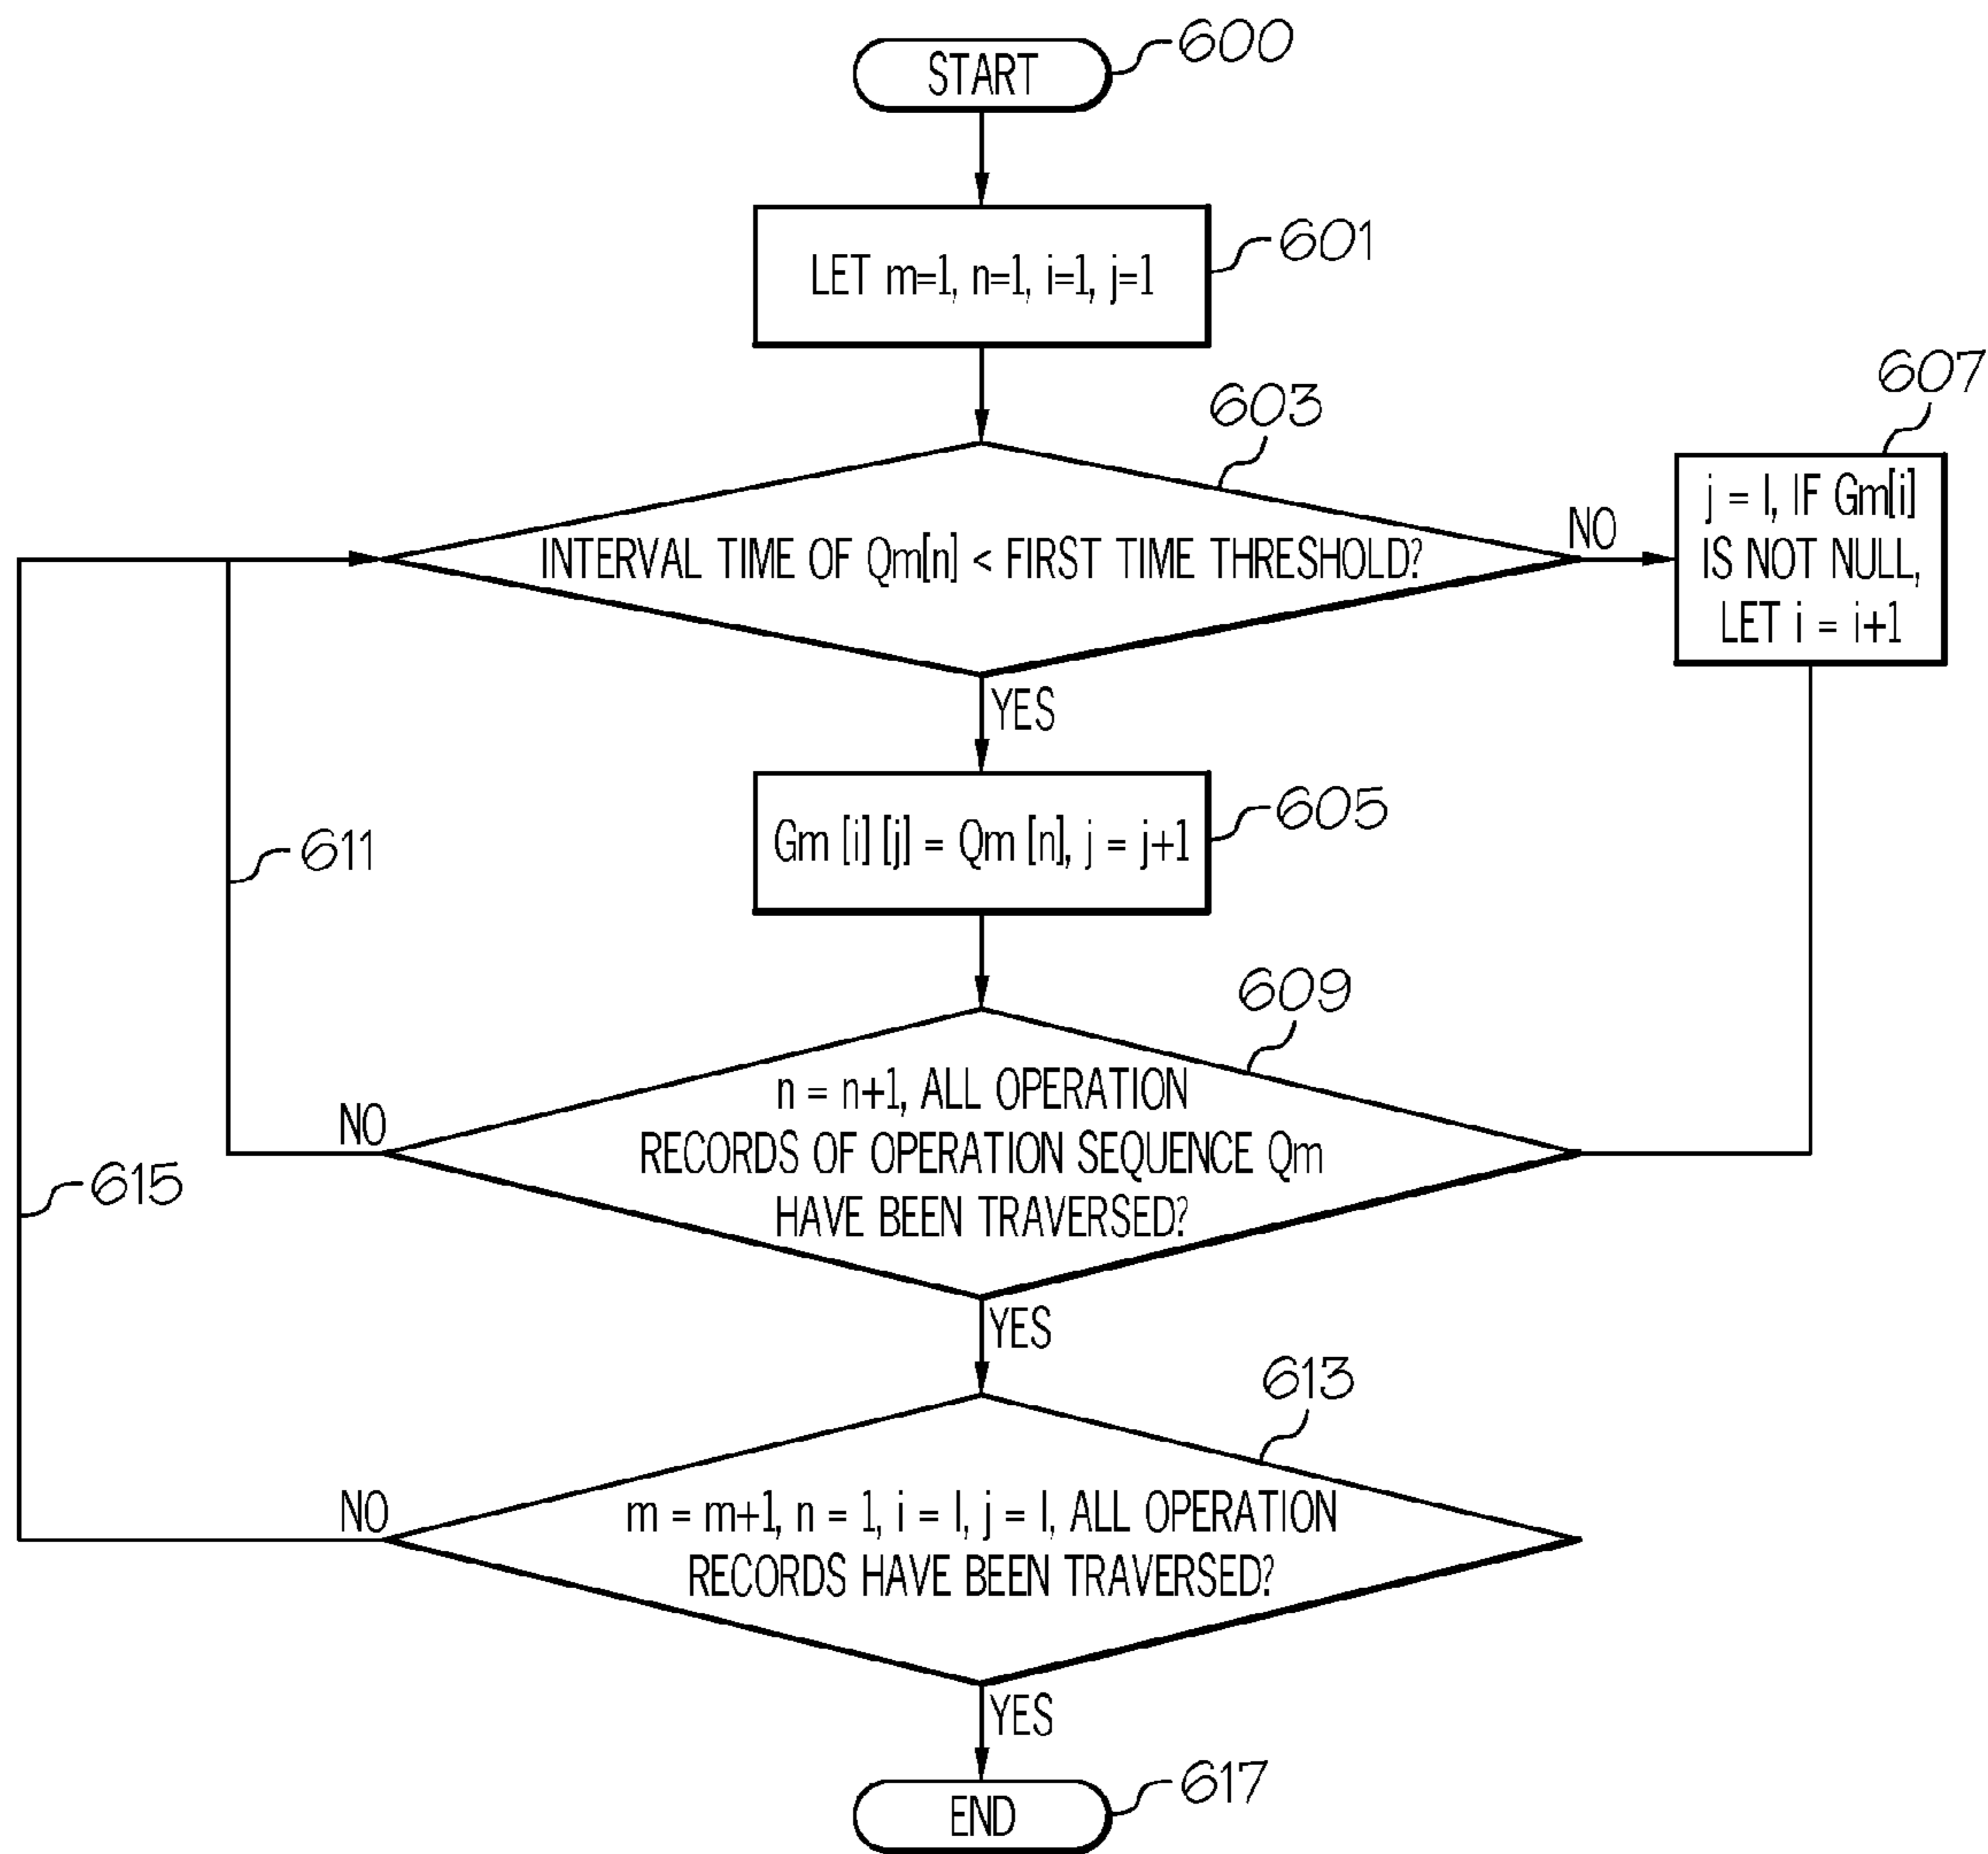 START
600
LET m=1, n=1, i=1, j=1
601
603
INTERVAL TIME OF Qm[n] < FIRST TIME THRESHOLD?
NO
607
j = I, IF Gm[i]
IS NOT NULL,
LET i = i+1
YES
Gm [i] [j] = Qm [n], j = j+1
605
611
609
n = n+1, ALL OPERATION
RECORDS OF OPERATION SEQUENCE Qm
HAVE BEEN TRAVERSED?
NO
615
YES
613
m = m+1, n = 1, i = I, j = I, ALL OPERATION
RECORDS HAVE BEEN TRAVERSED?
NO
YES
END
617